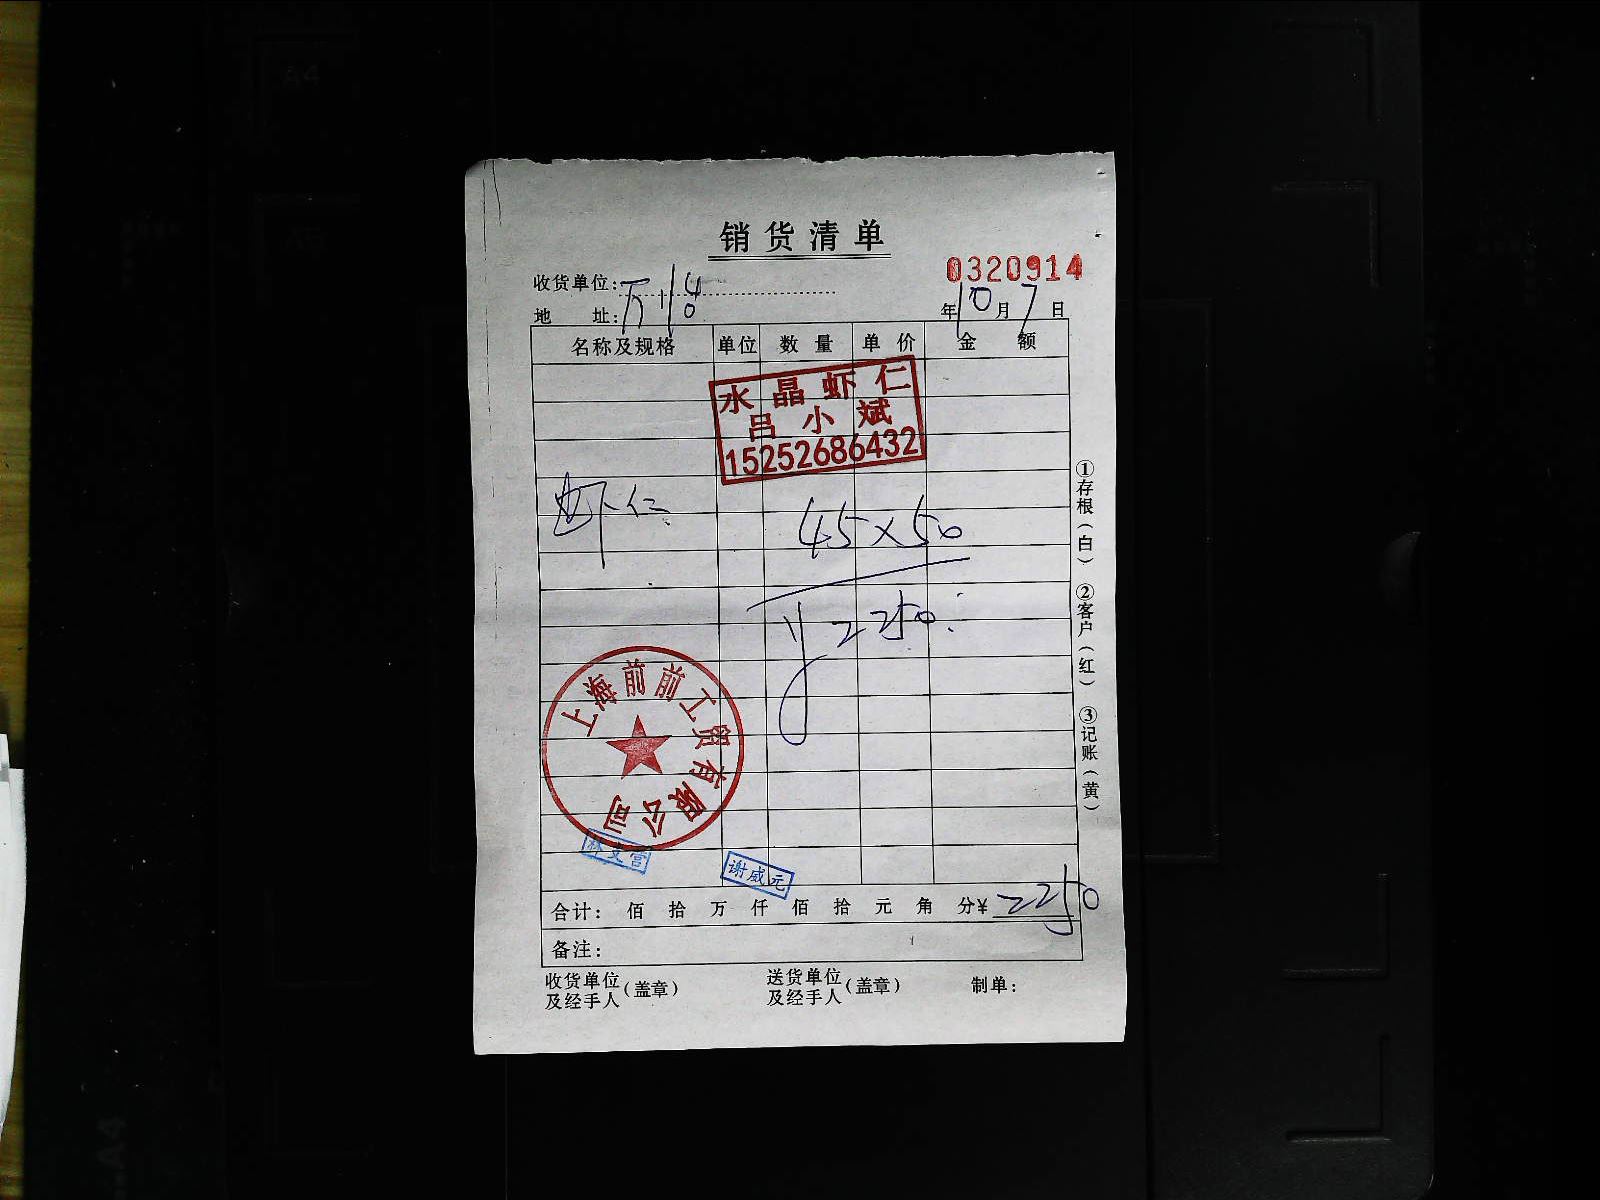 销货清单
0320914
收货单位：
地 址：
年10月7日
名称及规格 单位 数量 单价 金额
水晶虾仁
吕小斌
15252686432
虾仁 45×50
2250
上海前前工贸有限公司
谢威元
合计： 佰 拾 万 仟 佰 拾 元 角 分¥ 2250
备注：
收货单位及经手人（盖章） 送货单位及经手人（盖章） 制单：
①存根（白） ②客户（红） ③记账（黄）
A4
A5
A4